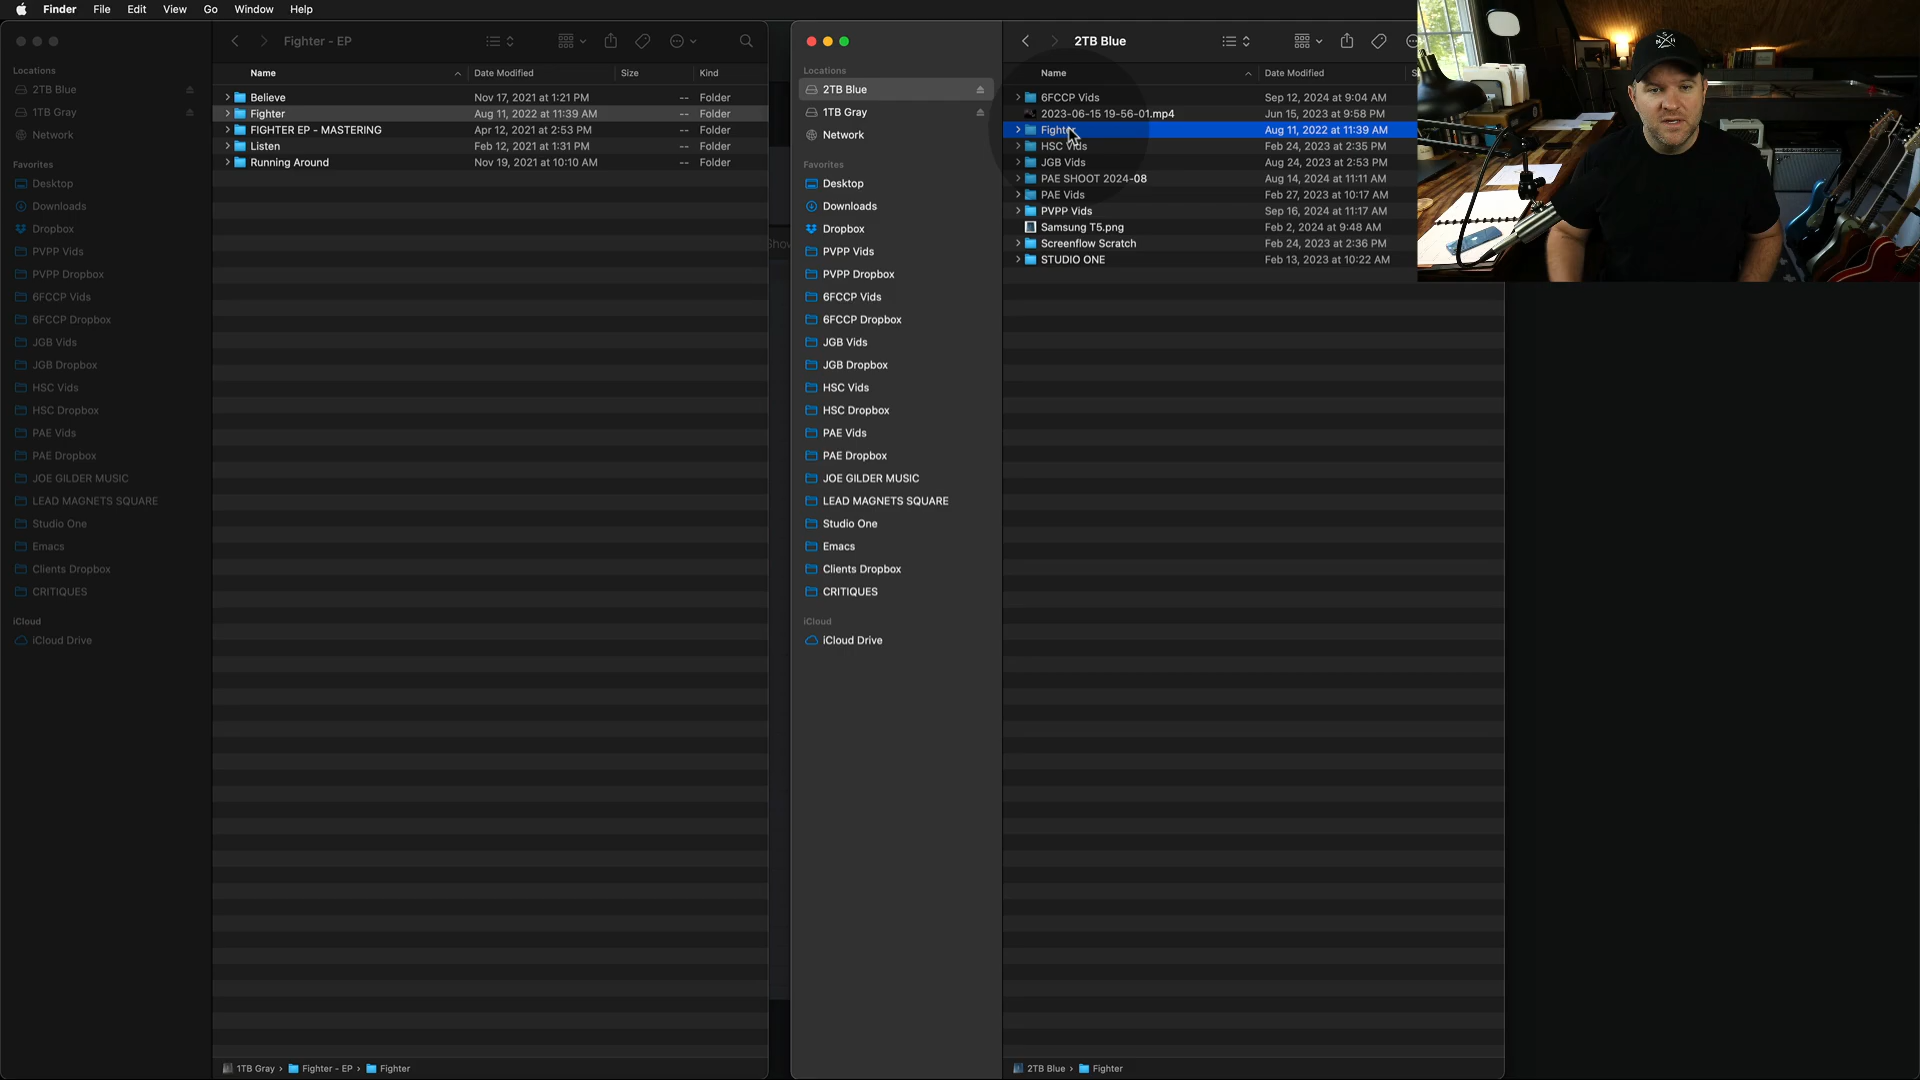 Finder File Edit View Go Window Help
Fighter - EP
Locations
2TB Blue
1TB Gray
Network
Favorites
Desktop
Downloads
Dropbox
PVPP Vids
PVPP Dropbox
6FCCP Vids
6FCCP Dropbox
JGB Vids
JGB Dropbox
HSC Vids
HSC Dropbox
PAE Vids
PAE Dropbox
JOE GILDER MUSIC
LEAD MAGNETS SQUARE
Studio One
Emacs
Clients Dropbox
CRITIQUES
iCloud
iCloud Drive
Name Date Modified Size Kind
Believe Nov 17, 2021 at 1:21 PM -- Folder
Fighter Aug 11, 2022 at 11:39 AM -- Folder
FIGHTER EP - MASTERING Apr 12, 2021 at 2:53 PM -- Folder
Listen Feb 12, 2021 at 1:31 PM -- Folder
Running Around Nov 19, 2021 at 10:10 AM -- Folder
1TB Gray › Fighter - EP › Fighter
2TB Blue
Locations
2TB Blue
1TB Gray
Network
Favorites
Desktop
Downloads
Dropbox
PVPP Vids
PVPP Dropbox
6FCCP Vids
6FCCP Dropbox
JGB Vids
JGB Dropbox
HSC Vids
HSC Dropbox
PAE Vids
PAE Dropbox
JOE GILDER MUSIC
LEAD MAGNETS SQUARE
Studio One
Emacs
Clients Dropbox
CRITIQUES
iCloud
iCloud Drive
Name Date Modified
6FCCP Vids Sep 12, 2024 at 9:04 AM
2023-06-15 19-56-01.mp4 Jun 15, 2023 at 9:58 PM
Fighter Aug 11, 2022 at 11:39 AM
HSC Vids Feb 24, 2023 at 2:35 PM
JGB Vids Aug 24, 2023 at 2:53 PM
PAE SHOOT 2024-08 Aug 14, 2024 at 11:11 AM
PAE Vids Feb 27, 2023 at 10:17 AM
PVPP Vids Sep 16, 2024 at 11:17 AM
Samsung T5.png Feb 2, 2024 at 9:48 AM
Screenflow Scratch Feb 24, 2023 at 2:36 PM
STUDIO ONE Feb 13, 2023 at 10:22 AM
2TB Blue › Fighter